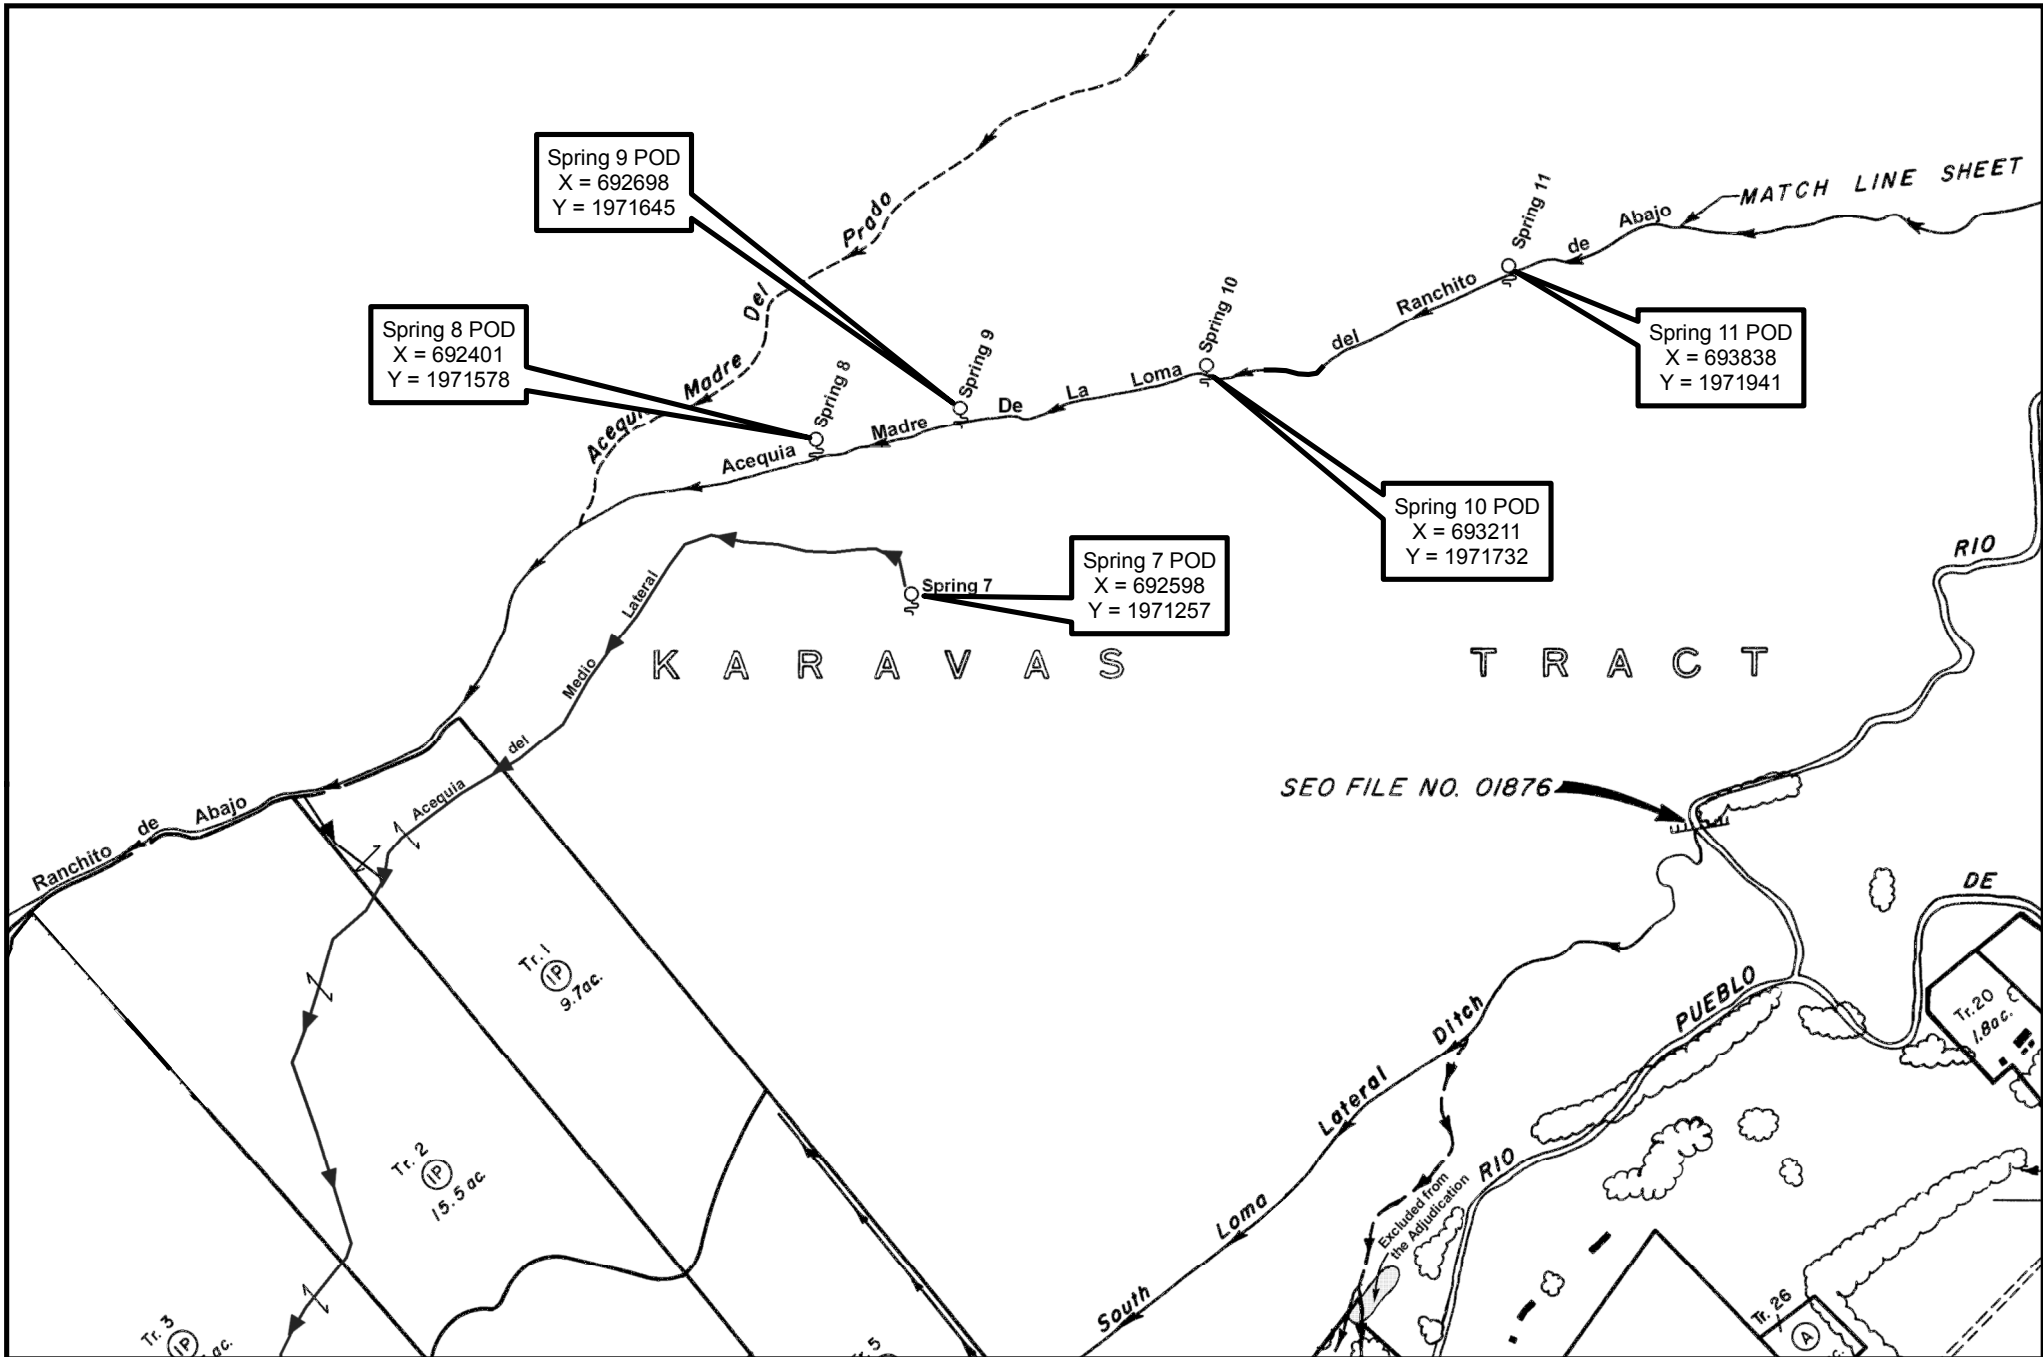 Spring 9 POD
X = 692698
Y = 1971645
Spring 8 POD
X = 692401
Y = 1971578
Spring 11 POD
X = 693838
Y = 1971941
Spring 10 POD
X = 693211
Y = 1971732
Spring 7 POD
X = 692598
Y = 1971257
Acequia Madre Del Prado
Spring 8
Spring 9
Spring 10
Spring 11
MATCH LINE SHEET
Acequia Madre De La Loma del Ranchito de Abajo
Spring 7
Acequia del Medio Lateral
KARAVAS TRACT
RIO
SEO FILE NO. 01876
Ranchito de Abajo
DE
PUEBLO
RIO
South Loma Lateral Ditch
Excluded from
the Adjudication
Tr. 1
IP
9.7ac.
Tr. 2
IP
15.5 ac.
Tr. 3
IP
ac.
Tr. 20
1.8ac.
Tr. 26
A